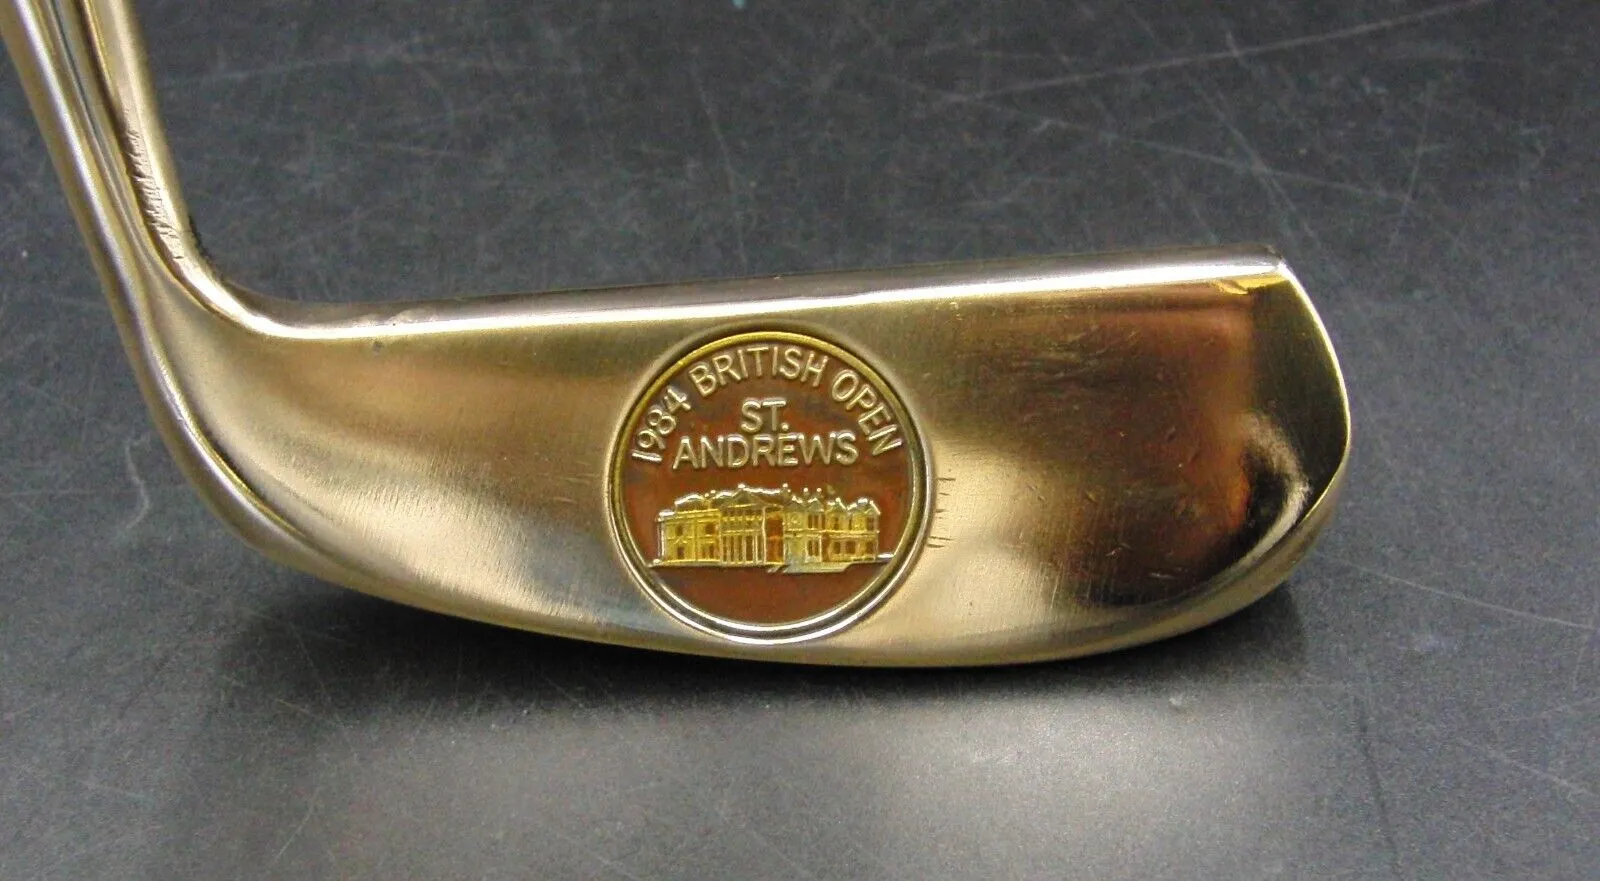 1984 BRITISH OPEN
ST.
ANDREWS